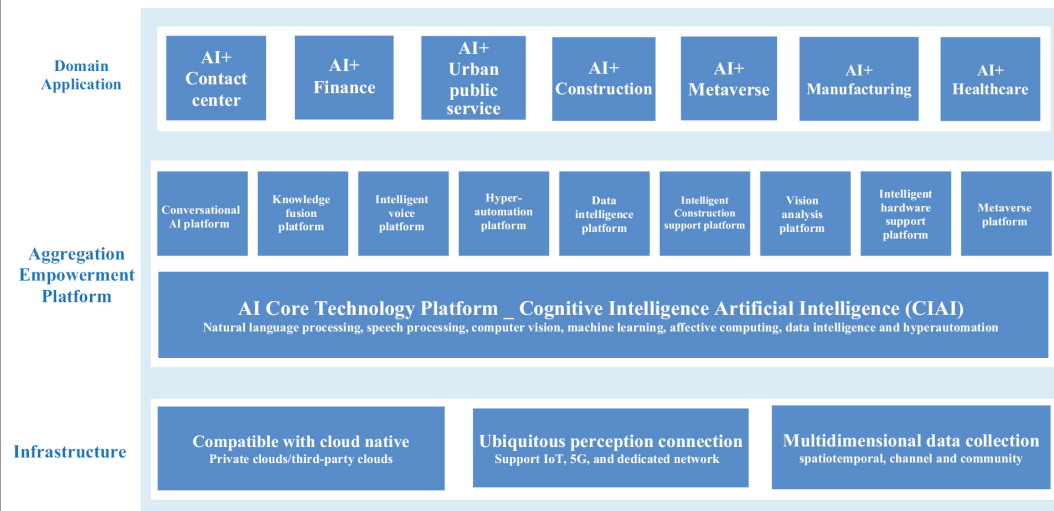 Domain
Application
AI+
Contact
center
AI+
Finance
AI+
Urban
public
service
AI+
Construction
AI+
Metaverse
AI+
Manufacturing
AI+
Healthcare
Aggregation
Empowerment
Platform
Conversational
AI platform
Knowledge
fusion
platform
Intelligent
voice
platform
Hyper-
automation
platform
Data
intelligence
platform
Intelligent
Construction
support platform
Vision
analysis
platform
Intelligent
hardware
support
platform
Metaverse
platform
AI Core Technology Platform _ Cognitive Intelligence Artificial Intelligence (CIAI)
Natural language processing, speech processing, computer vision, machine learning, affective computing, data intelligence and hyperautomation
Infrastructure
Compatible with cloud native
Private clouds/third-party clouds
Ubiquitous perception connection
Support IoT, 5G, and dedicated network
Multidimensional data collection
spatiotemporal, channel and community